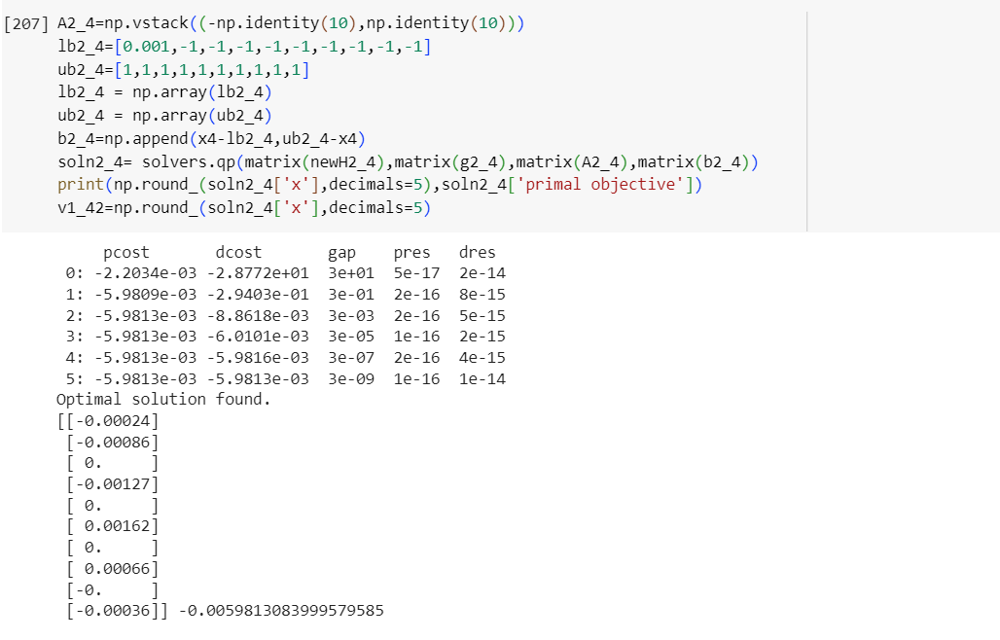 [207] A2_4=np.vstack((-np.identity(10),np.identity(10)))
lb2_4=[0.001,-1,-1,-1,-1,-1,-1,-1,-1,-1]
ub2_4=[1,1,1,1,1,1,1,1,1,1]
lb2_4 = np.array(lb2_4)
ub2_4 = np.array(ub2_4)
b2_4=np.append(x4-lb2_4,ub2_4-x4)
soln2_4= solvers.qp(matrix(newH2_4),matrix(g2_4),matrix(A2_4),matrix(b2_4))
print(np.round_(soln2_4['x'],decimals=5),soln2_4['primal objective'])
v1_42=np.round_(soln2_4['x'],decimals=5)
     pcost       dcost       gap    pres   dres
 0: -2.2034e-03 -2.8772e+01  3e+01  5e-17  2e-14
 1: -5.9809e-03 -2.9403e-01  3e-01  2e-16  8e-15
 2: -5.9813e-03 -8.8618e-03  3e-03  2e-16  5e-15
 3: -5.9813e-03 -6.0101e-03  3e-05  1e-16  2e-15
 4: -5.9813e-03 -5.9816e-03  3e-07  2e-16  4e-15
 5: -5.9813e-03 -5.9813e-03  3e-09  1e-16  1e-14
Optimal solution found.
[[-0.00024]
 [-0.00086]
 [ 0.     ]
 [-0.00127]
 [ 0.     ]
 [ 0.00162]
 [ 0.     ]
 [ 0.00066]
 [-0.     ]
 [-0.00036]] -0.0059813083999579585